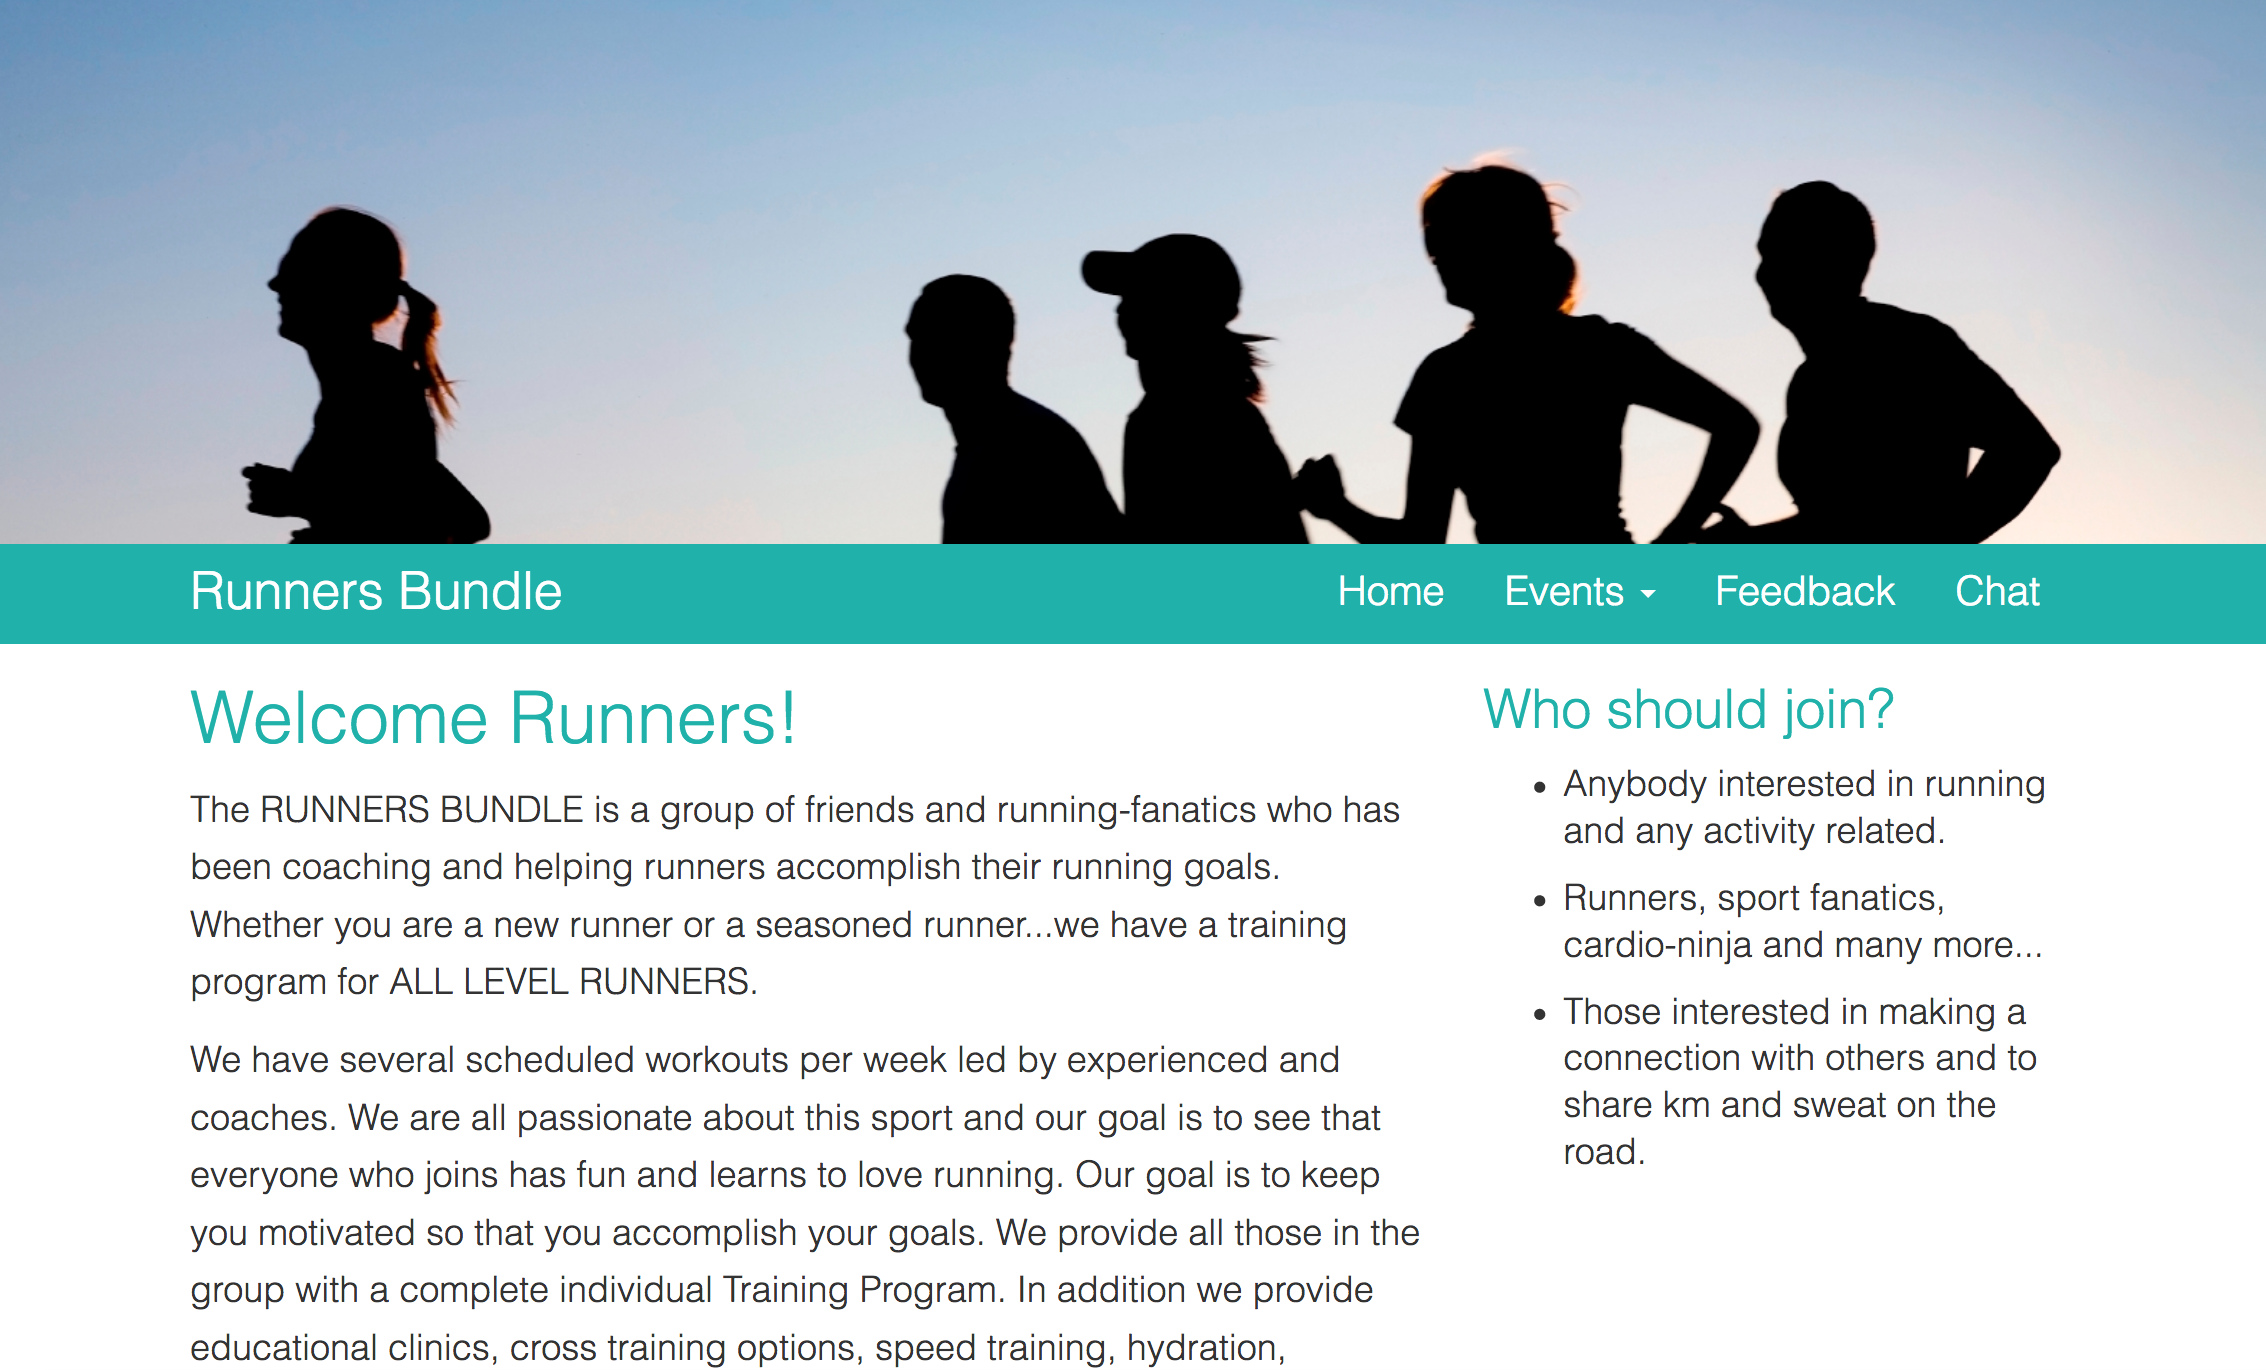 Runners Bundle
Home Events Feedback Chat
Welcome Runners!
The RUNNERS BUNDLE is a group of friends and running-fanatics who has
been coaching and helping runners accomplish their running goals.
Whether you are a new runner or a seasoned runner...we have a training
program for ALL LEVEL RUNNERS.
We have several scheduled workouts per week led by experienced and
coaches. We are all passionate about this sport and our goal is to see that
everyone who joins has fun and learns to love running. Our goal is to keep
you motivated so that you accomplish your goals. We provide all those in the
group with a complete individual Training Program. In addition we provide
educational clinics, cross training options, speed training, hydration,
Who should join?
• Anybody interested in running
and any activity related.
• Runners, sport fanatics,
cardio-ninja and many more...
• Those interested in making a
connection with others and to
share km and sweat on the
road.